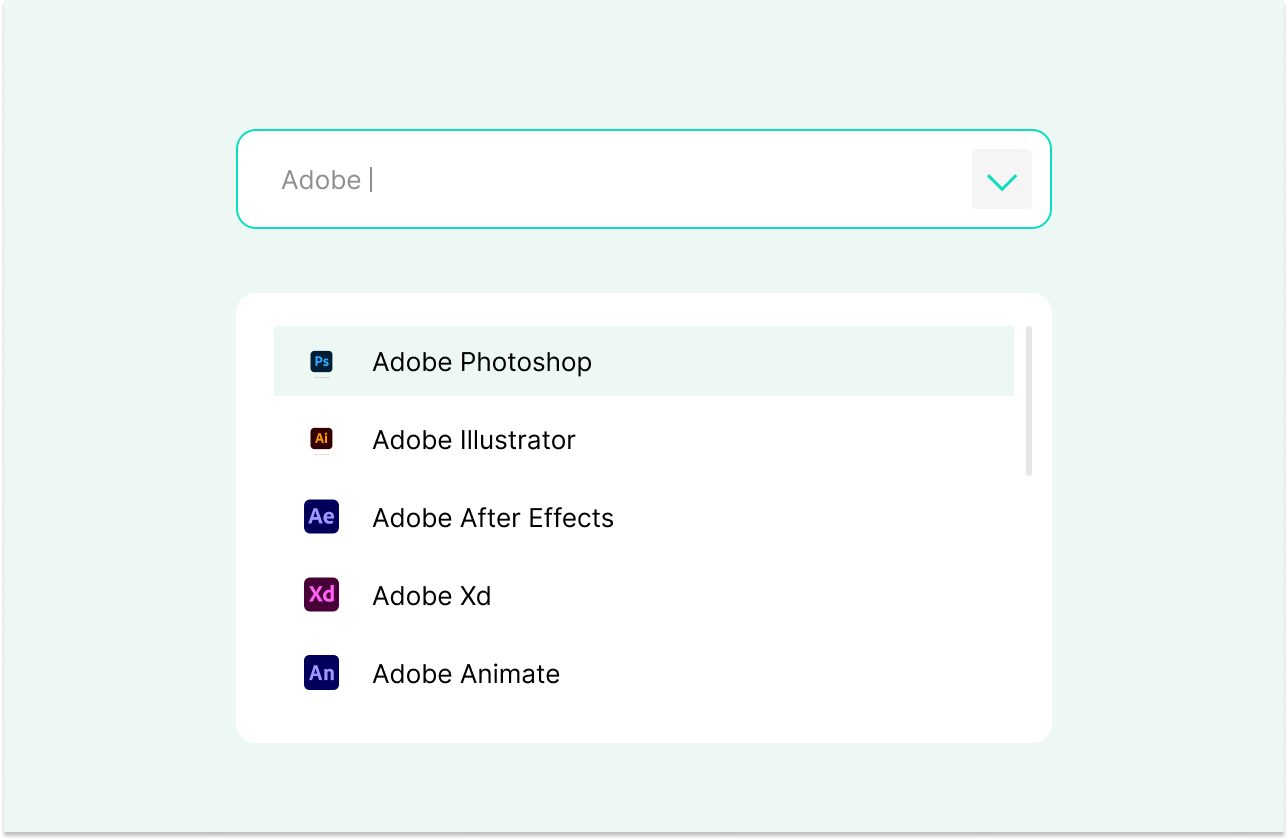 Adobe
Ps Adobe Photoshop
Ai Adobe Illustrator
Ae Adobe After Effects
Xd Adobe Xd
An Adobe Animate